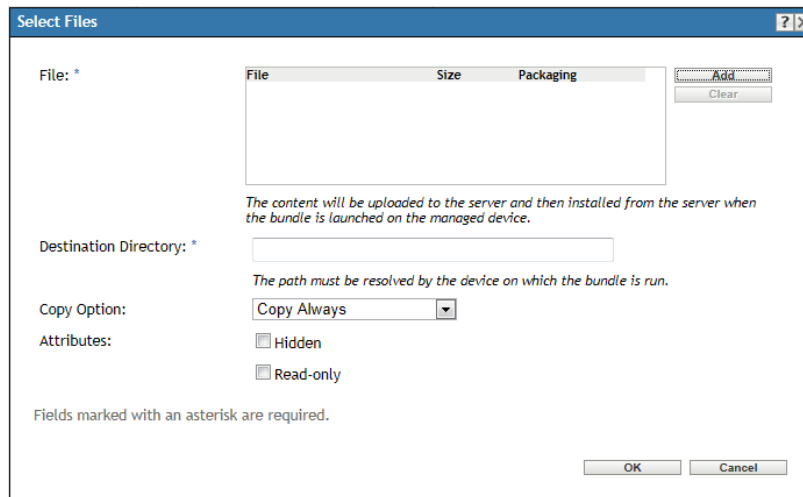 Select Files
?
File: *
File Size Packaging
Add
Clear
The content will be uploaded to the server and then installed from the server when
the bundle is launched on the managed device.
Destination Directory: *
The path must be resolved by the device on which the bundle is run.
Copy Option:
Copy Always
Attributes:
Hidden
Read-only
Fields marked with an asterisk are required.
OK Cancel